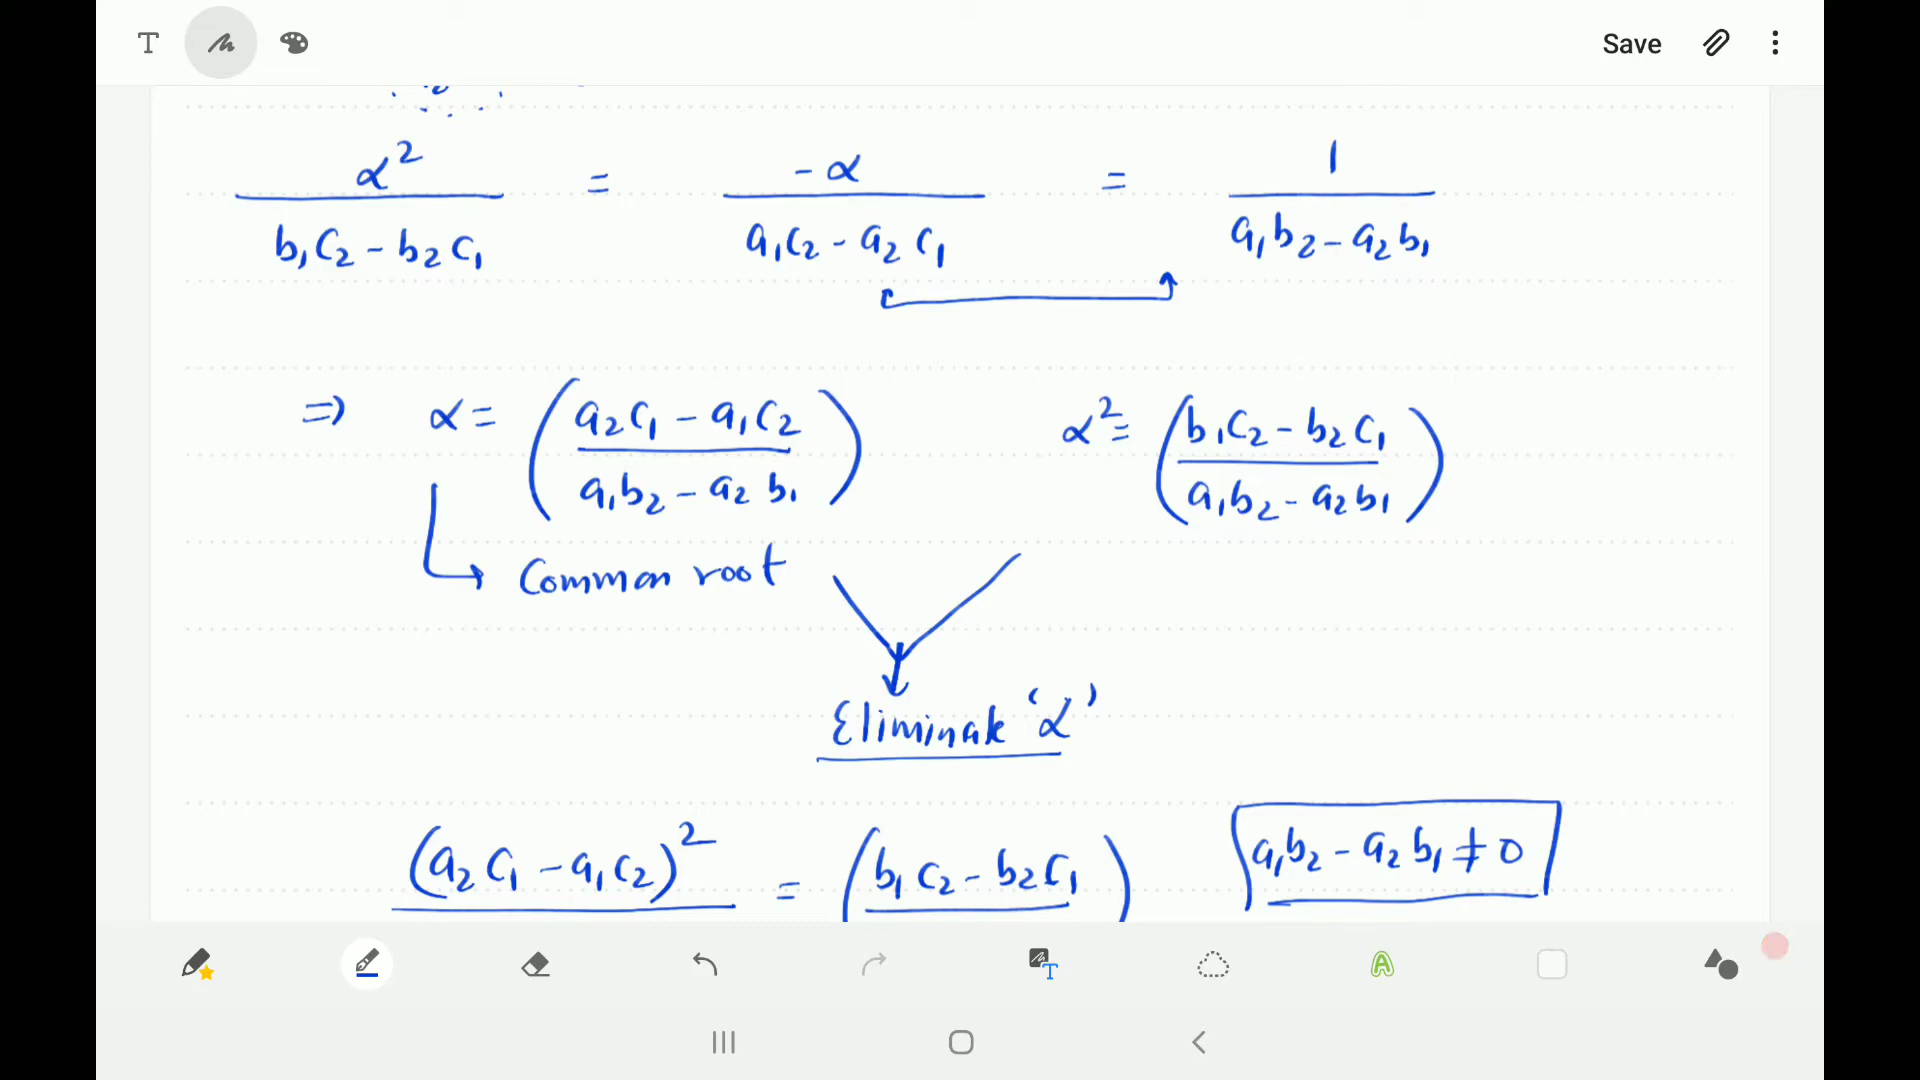 Save
α² / (b₁c₂ - b₂c₁) = -α / (a₁c₂ - a₂c₁) = 1 / (a₁b₂ - a₂b₁)
⇒ α = ((a₂c₁ - a₁c₂) / (a₁b₂ - a₂b₁)) α² = ((b₁c₂ - b₂c₁) / (a₁b₂ - a₂b₁))
Common root
Eliminate 'α'
(a₂c₁ - a₁c₂)² = (b₁c₂ - b₂c₁) a₁b₂ - a₂b₁ ≠ 0